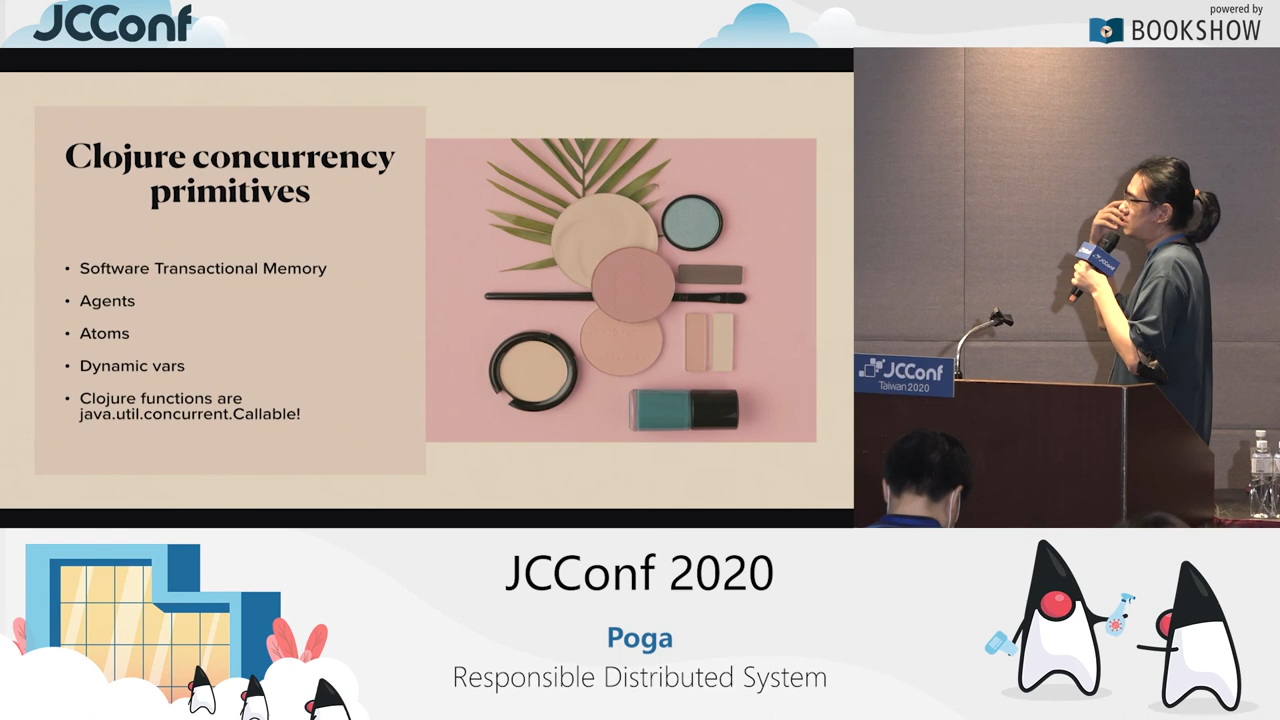 JCConf
powered by
BOOKSHOW
Clojure concurrency
primitives
• Software Transactional Memory
• Agents
• Atoms
• Dynamic vars
• Clojure functions are
java.util.concurrent.Callable!
JCConf
JCConf
Taiwan 2020
JCConf 2020
Poga
Responsible Distributed System